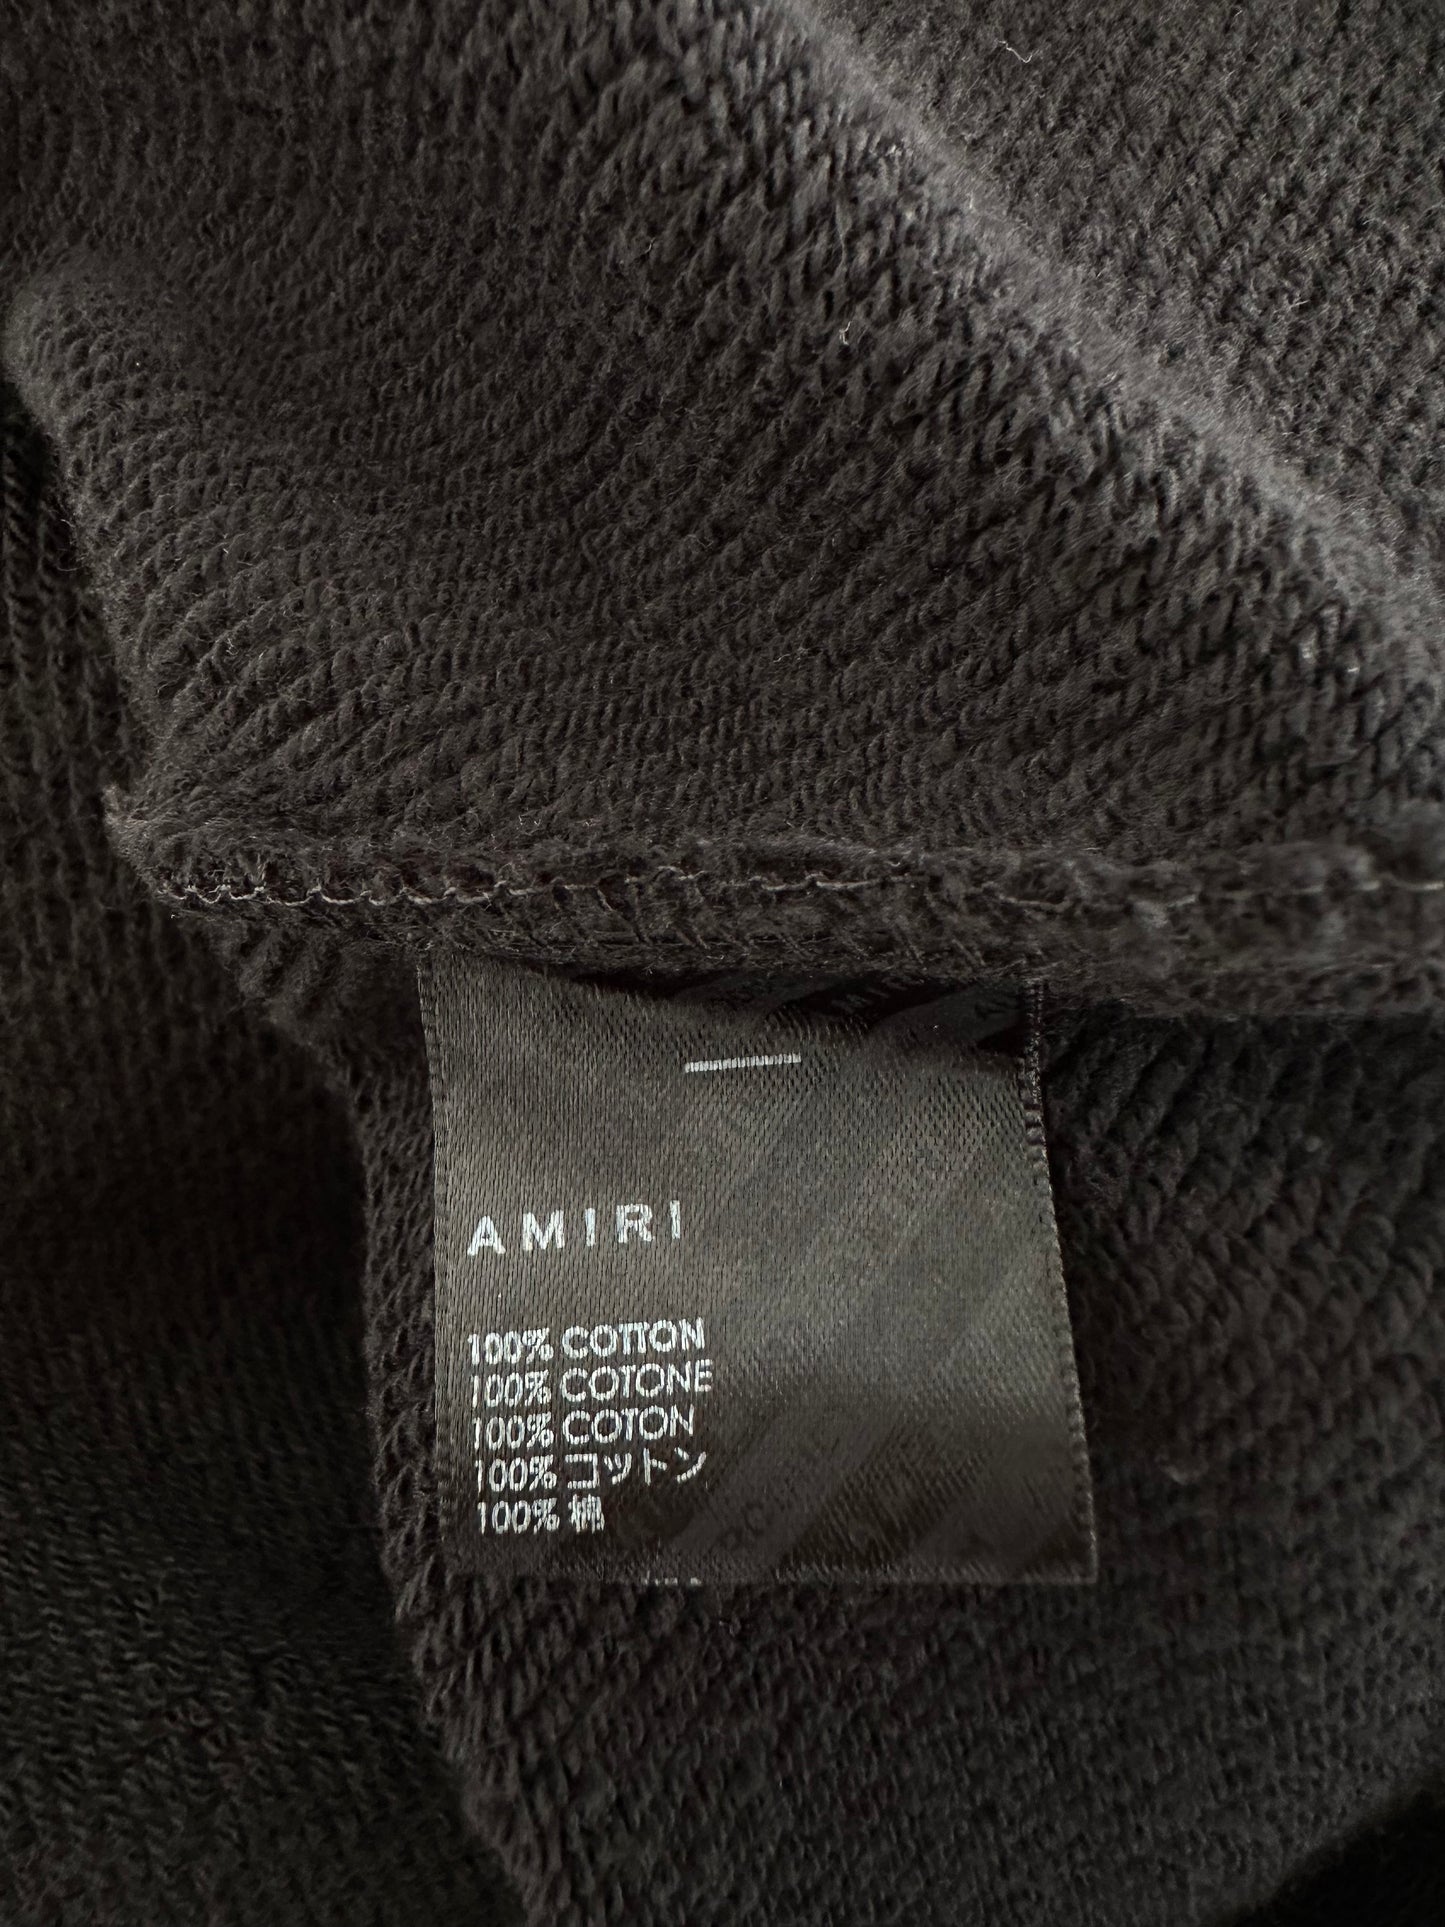 AMIRI
100% COTTON
100% COTONE
100% COTON
100% コットン
100% 棉